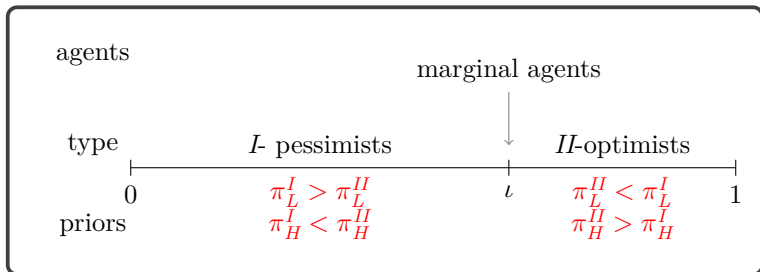 agents
marginal agents
type I- pessimists II-optimists
0 π_L^I > π_L^{II} ι π_L^{II} < π_L^I 1
priors π_H^I < π_H^{II} π_H^{II} > π_H^I